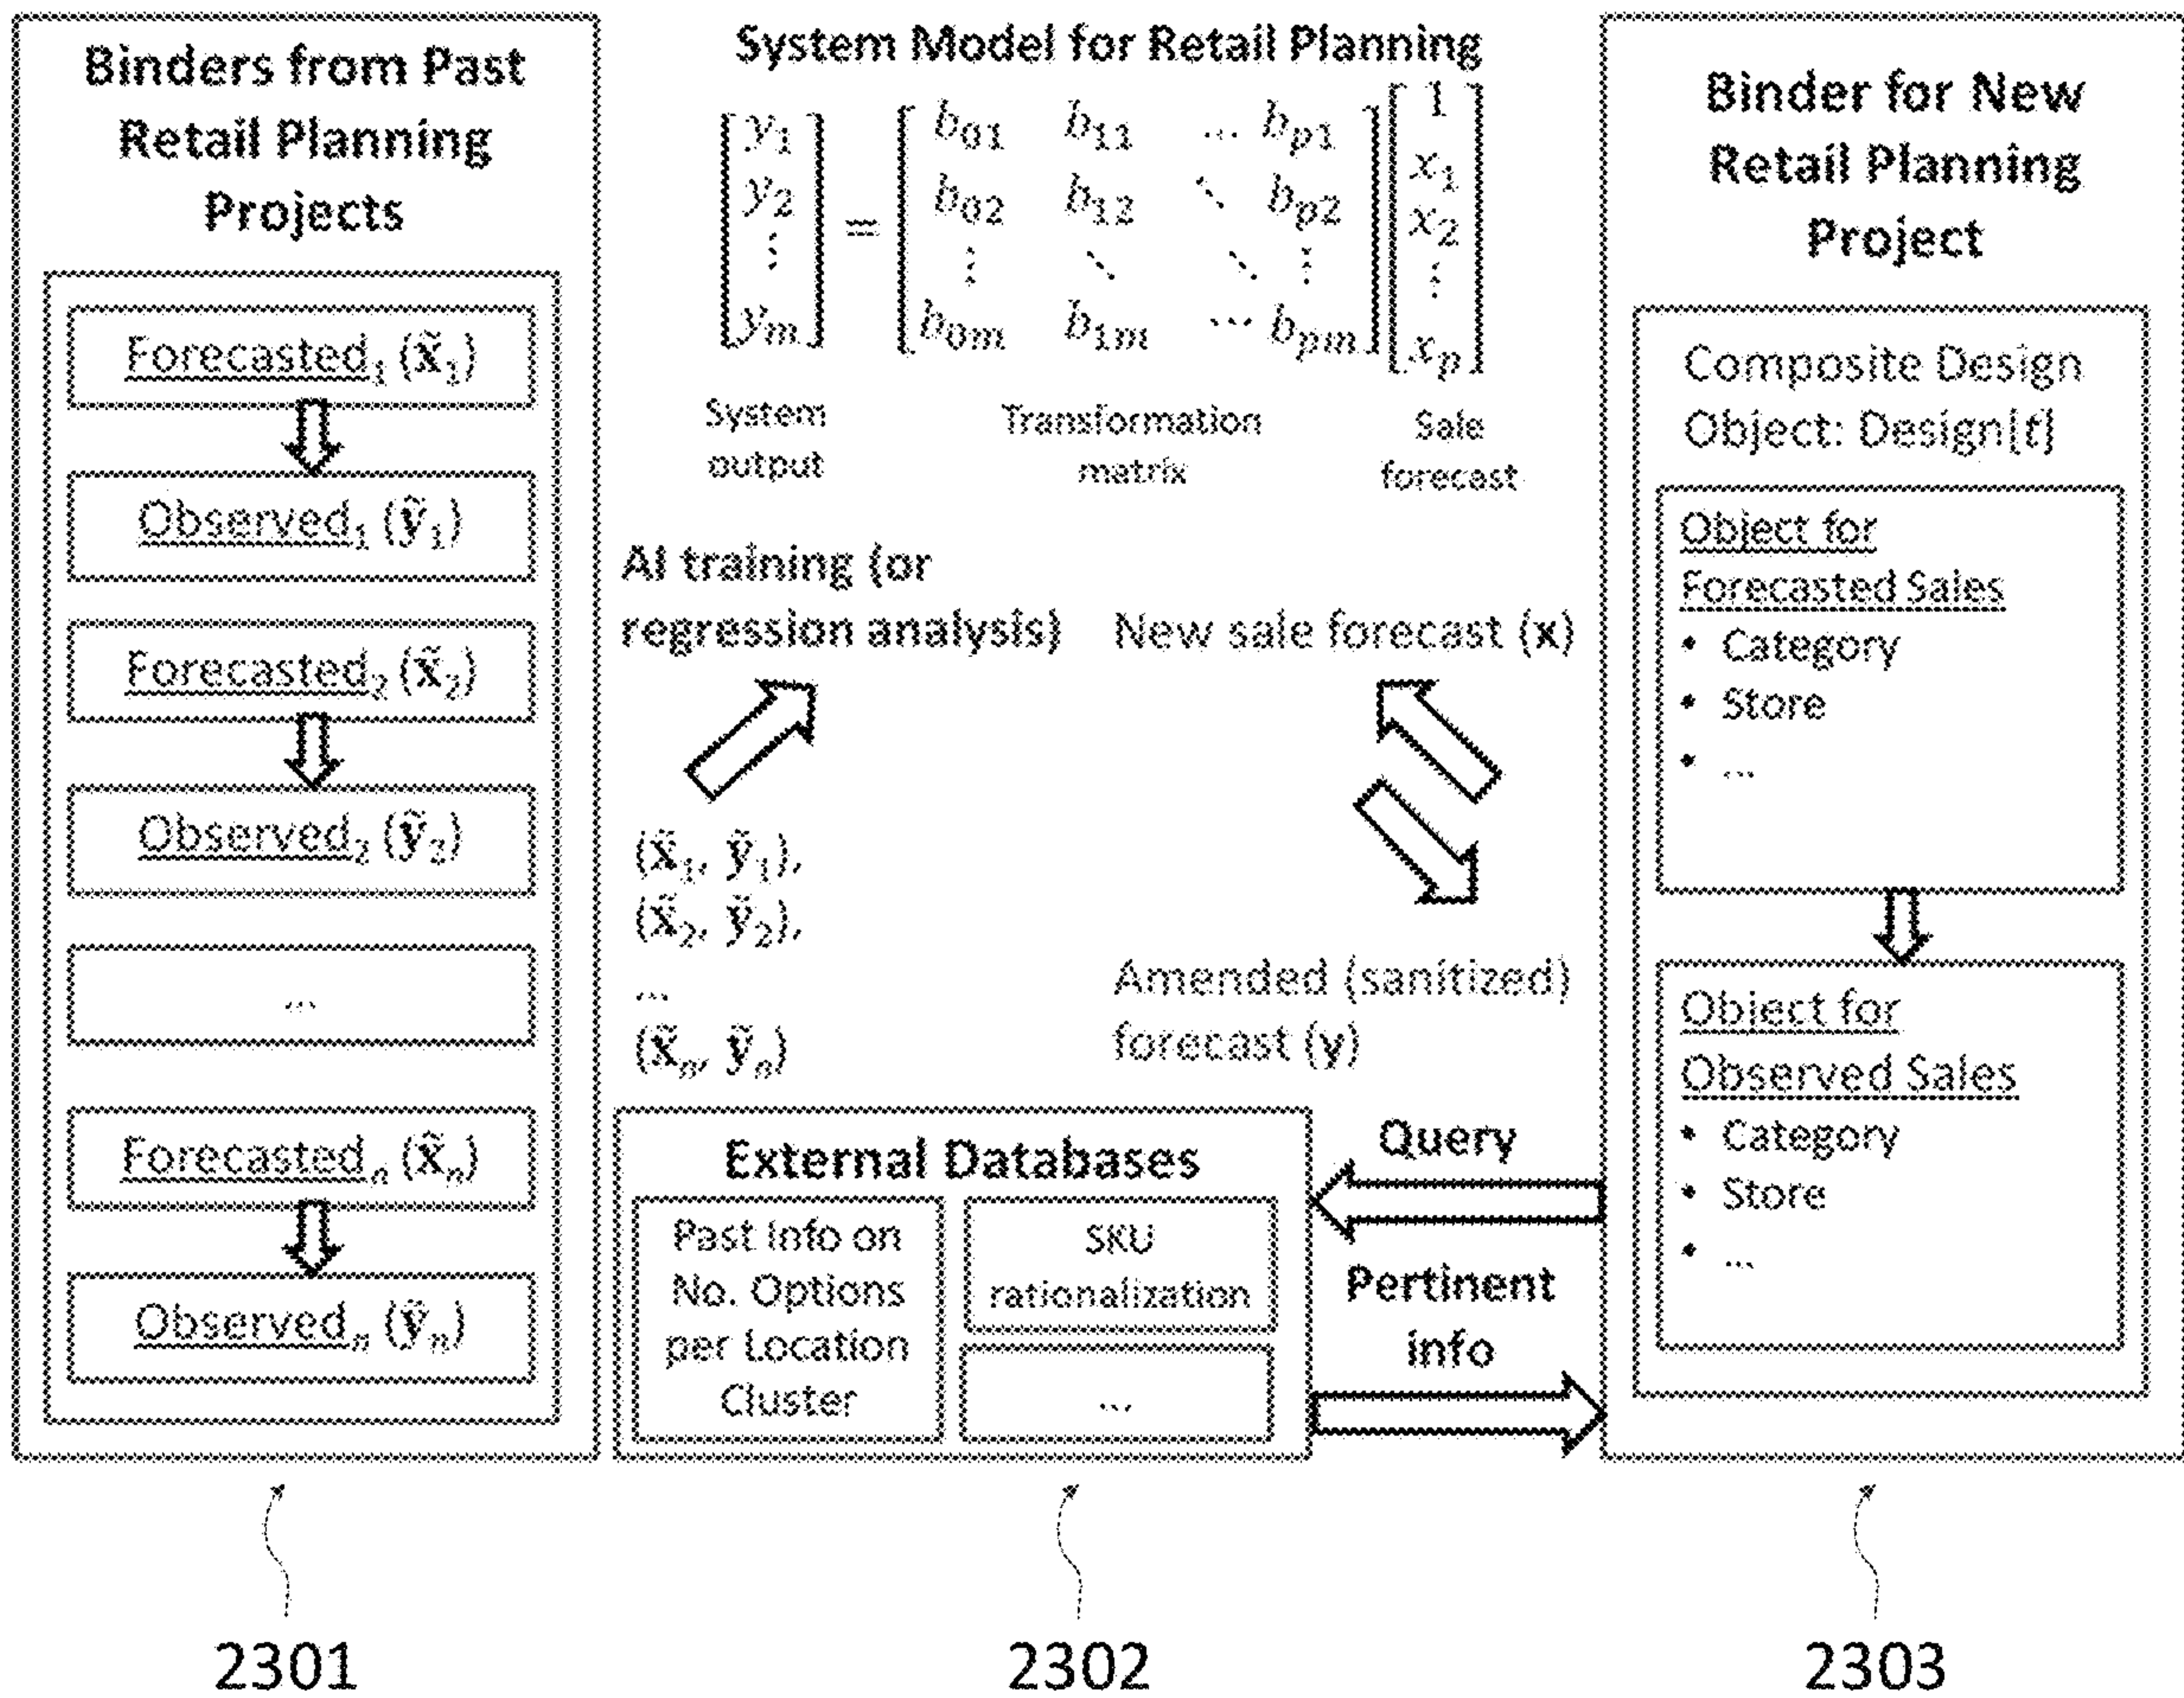 Binders from Past
Retail Planning
Projects
Forecasted₁ (x̃₁)
Observed₁ (ỹ₁)
Forecasted₂ (x̃₂)
Observed₂ (ỹ₂)
...
Forecastedₙ (x̃ₙ)
Observedₙ (ỹₙ)
2301
System Model for Retail Planning
[y₁ y₂ ⋮ yₘ] = [b₀₁ b₁₁ ... bₚ₁
b₀₂ b₁₂ ⋱ bₚ₂
⋮ ⋱ ⋱ ⋮
b₀ₘ b₁ₘ ... bₚₘ] [1 x₁ x₂ ⋮ xₚ]
System
output
Transformation
matrix
Sale
forecast
AI training (or
regression analysis)
New sale forecast (x)
(x̃₁, ỹ₁),
(x̃₂, ỹ₂),
...
(x̃ₙ, ỹₙ)
Amended (sanitized)
forecast (y)
External Databases
Past Info on
No. Options
per Location
Cluster
SKU
rationalization
...
Query
Pertinent
info
2302
Binder for New
Retail Planning
Project
Composite Design
Object: Design[t]
Object for
Forecasted Sales
• Category
• Store
• ...
Object for
Observed Sales
• Category
• Store
• ...
2303